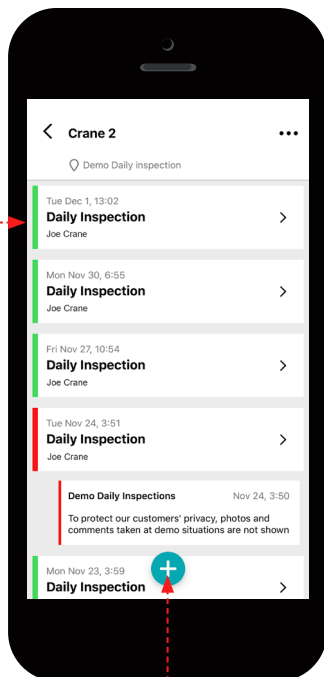 Crane 2
Demo Daily inspection
Tue Dec 1, 13:02
Daily Inspection
Joe Crane
Mon Nov 30, 6:55
Daily Inspection
Joe Crane
Fri Nov 27, 10:54
Daily Inspection
Joe Crane
Tue Nov 24, 3:51
Daily Inspection
Joe Crane
Demo Daily Inspections Nov 24, 3:50
To protect our customers' privacy, photos and
comments taken at demo situations are not shown
Mon Nov 23, 3:59
Daily Inspection